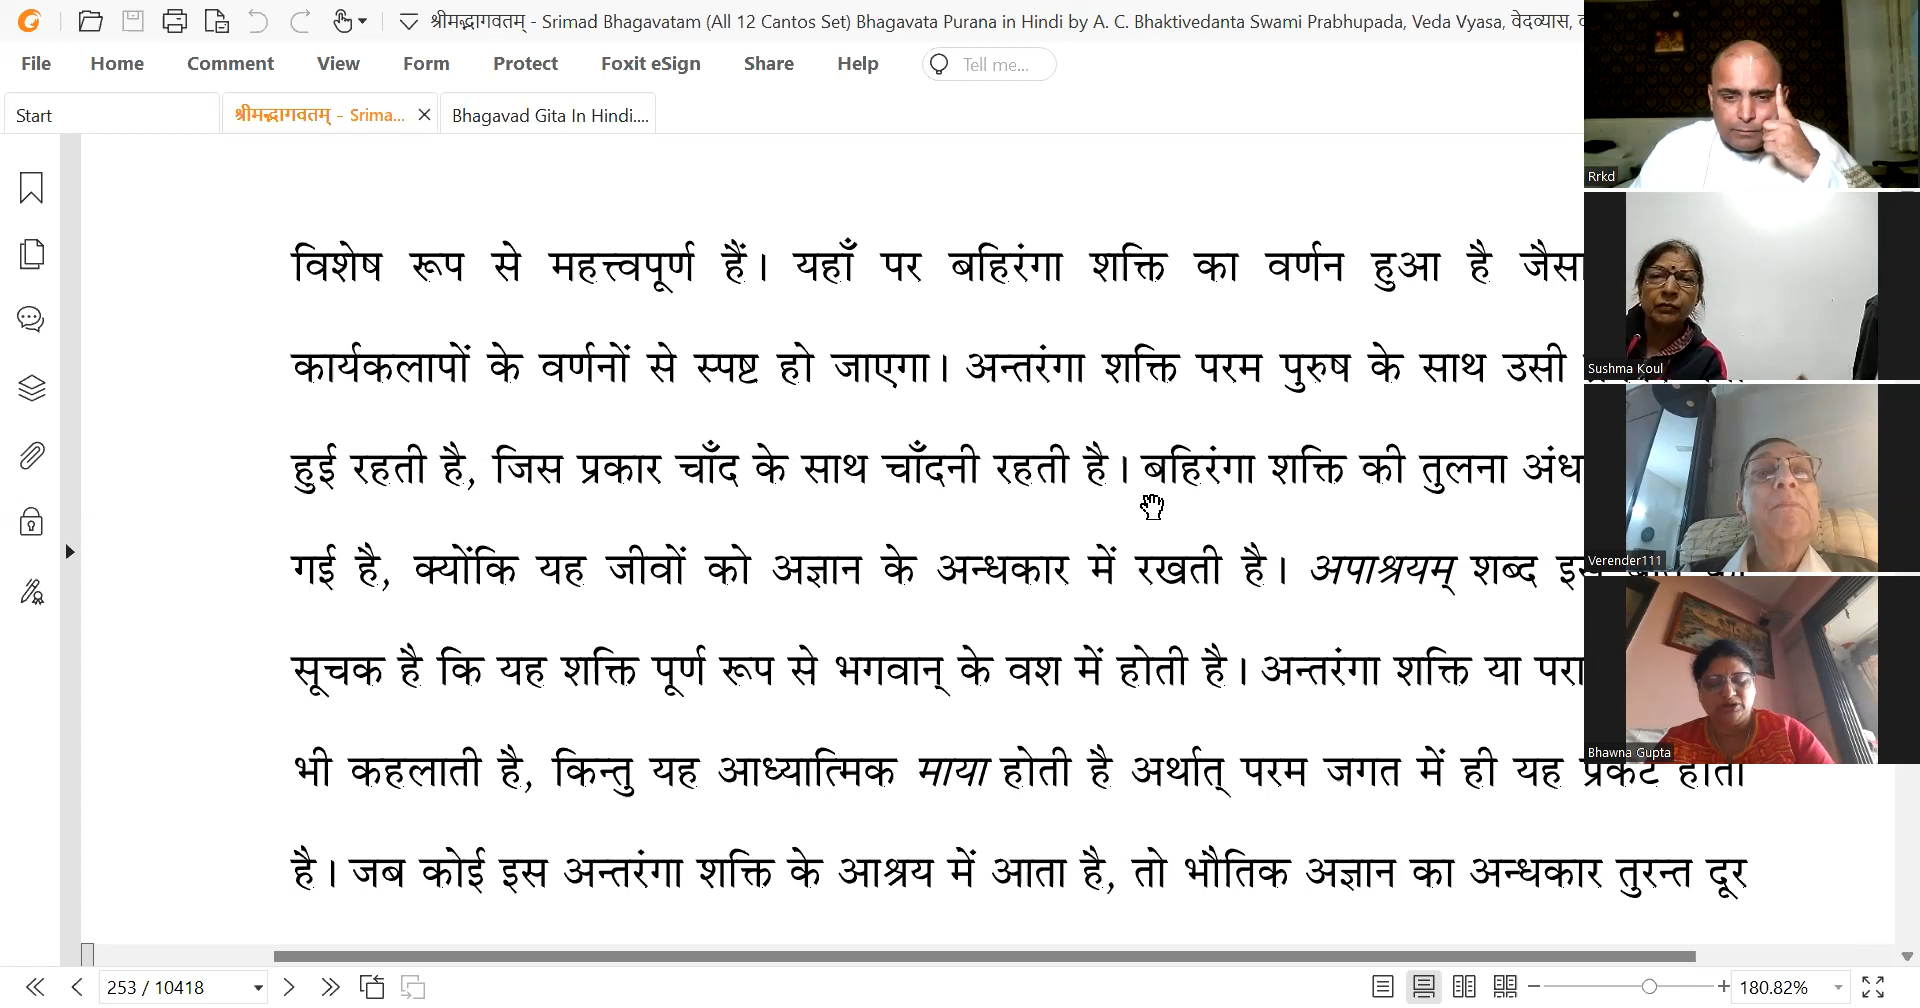 श्रीमद्भागवतम् - Srimad Bhagavatam (All 12 Cantos Set) Bhagavata Purana in Hindi by A. C. Bhaktivedanta Swami Prabhupada, Veda Vyasa, वेदव्यास,
File Home Comment View Form Protect Foxit eSign Share Help Tell me...
Start श्रीमद्भागवतम् - Srima... Bhagavad Gita In Hindi....
विशेष रूप से महत्त्वपूर्ण हैं। यहाँ पर बहिरंगा शक्ति का वर्णन हुआ है जैसा
कार्यकलापों के वर्णनों से स्पष्ट हो जाएगा। अन्तरंगा शक्ति परम पुरुष के साथ उसी
हुई रहती है, जिस प्रकार चाँद के साथ चाँदनी रहती है। बहिरंगा शक्ति की तुलना
गई है, क्योंकि यह जीवों को अज्ञान के अन्धकार में रखती है। अपाश्रयम् शब्द
सूचक है कि यह शक्ति पूर्ण रूप से भगवान् के वश में होती है। अन्तरंगा शक्ति या परा
भी कहलाती है, किन्तु यह आध्यात्मिक माया होती है अर्थात् परम जगत में ही यह प्रकट होती
है। जब कोई इस अन्तरंगा शक्ति के आश्रय में आता है, तो भौतिक अज्ञान का अन्धकार तुरन्त दूर
253 / 10418
180.82%
Rrkd
Sushma Koul
Verender111
Bhawna Gupta